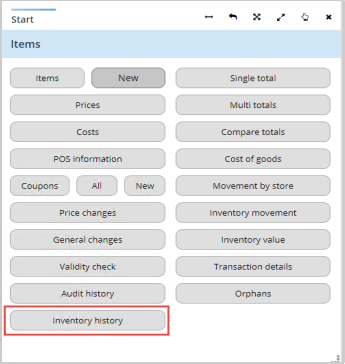 Start
Items
Items New Single total
Prices Multi totals
Costs Compare totals
POS information Cost of goods
Coupons All New Movement by store
Price changes Inventory movement
General changes Inventory value
Validity check Transaction details
Audit history Orphans
Inventory history